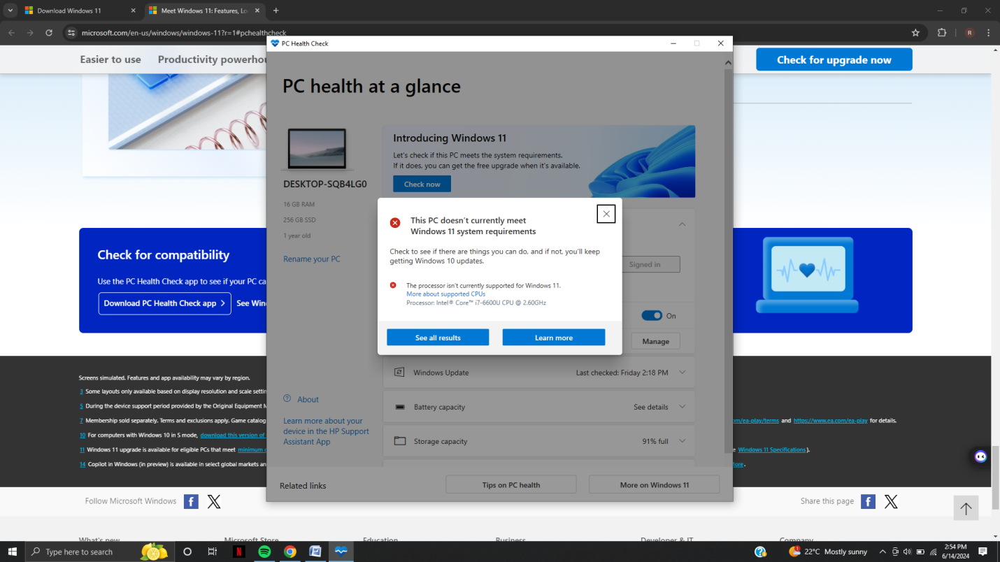 Download Windows 11
Meet Windows 11: Features, Lo
microsoft.com/en-us/windows/windows-11?r=1#pchealthcheck
R
Easier to use
Productivity powerhou
Check for upgrade now
PC Health Check
PC health at a glance
DESKTOP-SQB4LG0
16 GB RAM
256 GB SSD
1 year old
Rename your PC
Introducing Windows 11
Let's check if this PC meets the system requirements.
If it does, you can get the free upgrade when it's available.
Check now
This PC doesn't currently meet
Windows 11 system requirements
Check to see if there are things you can do, and if not, you'll keep
getting Windows 10 updates.
The processor isn't currently supported for Windows 11.
More about supported CPUs
Processor: Intel® Core™ i7-6600U CPU @ 2.60GHz
See all results
Learn more
Signed in
On
Manage
Windows Update
Last checked: Friday 2:18 PM
Battery capacity
See details
Storage capacity
91% full
About
Learn more about your
device in the HP Support
Assistant App
Related links
Tips on PC health
More on Windows 11
Check for compatibility
Use the PC Health Check app to see if your PC ca
Download PC Health Check app
See Win
Screens simulated. Features and app availability may vary by region.
3 Some layouts only available based on display resolution and scale settin
5 During the device support period provided by the Original Equipment M
7 Membership sold separately. Terms and exclusions apply. Game catalog
om/ea-play/terms and https://www.ea.com/ea-play for details.
10 For computers with Windows 10 in S mode, download this version of
11 Windows 11 upgrade is available for eligible PCs that meet minimum
e Windows 11 Specifications).
14 Copilot in Windows (in preview) is available in select global markets an
Follow Microsoft Windows
Share this page
What's new
Microsoft Store
Education
Business
Developer & IT
Company
Type here to search
1
22°C Mostly sunny
2:54 PM
6/14/2024